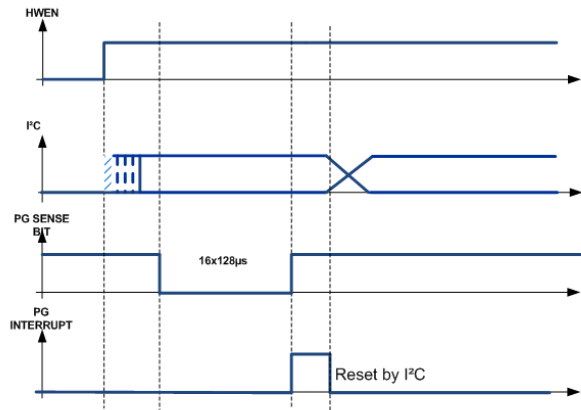 HWEN
I²C
PG SENSE
BIT
16x128µs
PG
INTERRUPT
Reset by I²C